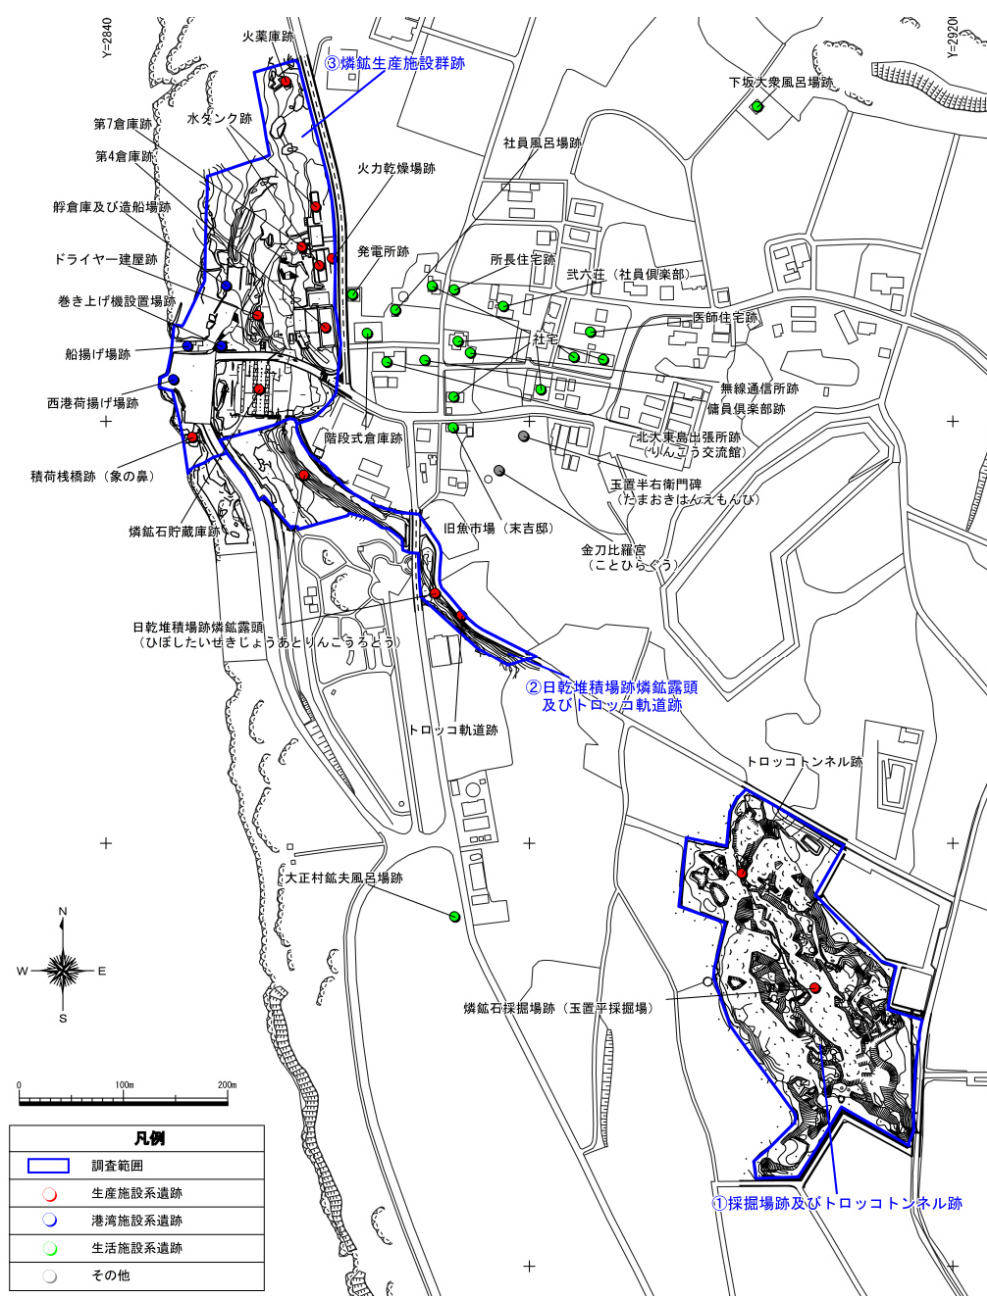 Y=2840
Y=29200
火薬庫跡
③燐鉱生産施設群跡
下坂大衆風呂場跡
第7倉庫跡
水タンク跡
社員風呂場跡
第4倉庫跡
火力乾燥場跡
艀倉庫及び造船場跡
発電所跡
ドライヤー建屋跡
所長住宅跡
弐六荘（社員倶楽部）
巻き上げ機設置場跡
医師住宅跡
船揚げ場跡
社宅
無線通信所跡
西港荷揚げ場跡
傭員倶楽部跡
階段式倉庫跡
北大東島出張所跡
（りんこう交流館）
積荷桟橋跡（象の鼻）
玉置半右衛門碑
（たまおきはんえもんひ）
燐鉱石貯蔵庫跡
旧魚市場（末吉邸）
金刀比羅宮
（ことひらぐう）
日乾堆積場跡燐鉱露頭
（ひぼしたいせきじょうあとりんこうろとう）
②日乾堆積場跡燐鉱露頭
及びトロッコ軌道跡
トロッコ軌道跡
トロッコトンネル跡
大正村鉱夫風呂場跡
燐鉱石採掘場跡（玉置平採掘場）
①採掘場跡及びトロッコトンネル跡
N
W
E
S
0
100m
200m
凡例
調査範囲
生産施設系遺跡
港湾施設系遺跡
生活施設系遺跡
その他